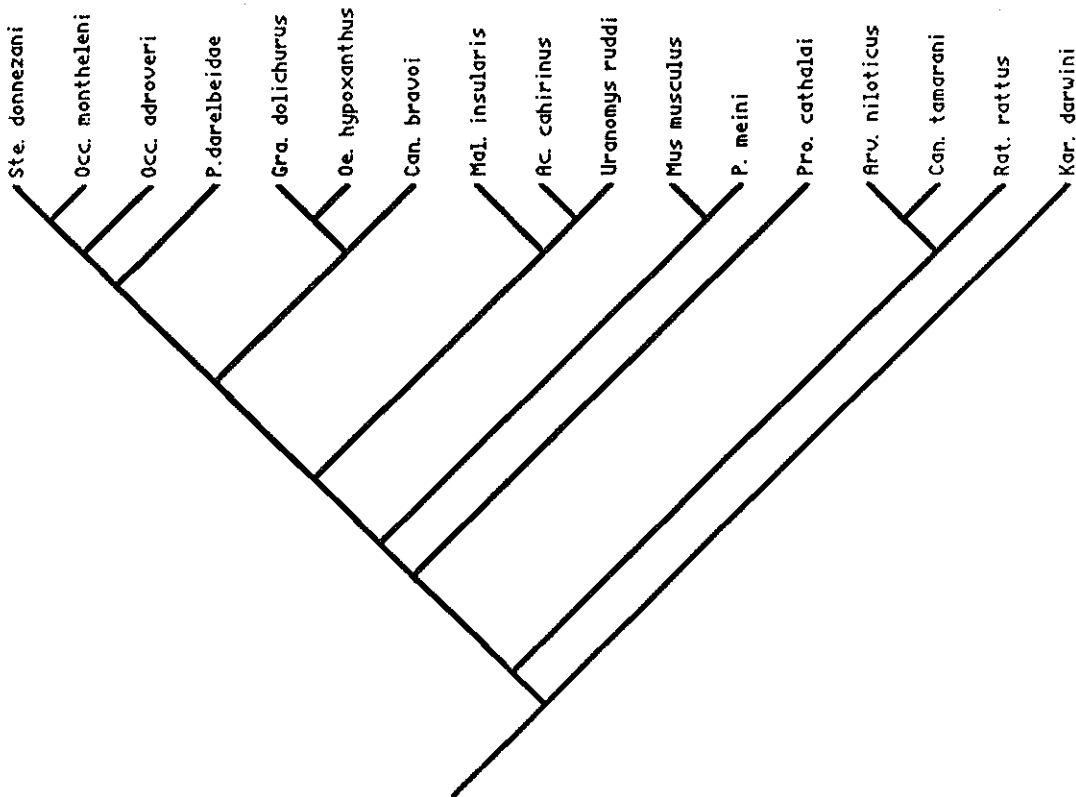 Ste. donnezani
Occ. montheleni
Occ. adroveri
P.darelbeidae
Gra. dolichurus
Oe. hypoxanthus
Can. bravoi
Mal. insularis
Ac. cahirinus
Uranomys ruddi
Mus musculus
P. meini
Pro. cathalai
Arv. niloticus
Can. tamarani
Rat. rattus
Kar. darwini